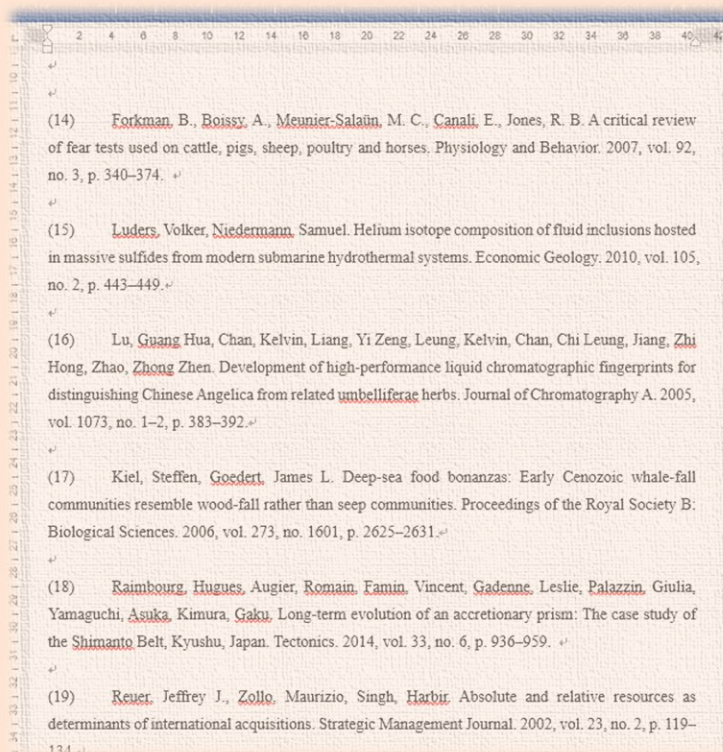 2 4 6 8 10 12 14 16 18 20 22 24 26 28 30 32 34 36 38 40 42
(14) Forkman, B., Boissy, A., Meunier-Salaün, M. C., Canali, E., Jones, R. B. A critical review
of fear tests used on cattle, pigs, sheep, poultry and horses. Physiology and Behavior. 2007, vol. 92,
no. 3, p. 340–374.
(15) Luders, Volker, Niedermann, Samuel. Helium isotope composition of fluid inclusions hosted
in massive sulfides from modern submarine hydrothermal systems. Economic Geology. 2010, vol. 105,
no. 2, p. 443–449.
(16) Lu, Guang Hua, Chan, Kelvin, Liang, Yi Zeng, Leung, Kelvin, Chan, Chi Leung, Jiang, Zhi
Hong, Zhao, Zhong Zhen. Development of high-performance liquid chromatographic fingerprints for
distinguishing Chinese Angelica from related umbelliferae herbs. Journal of Chromatography A. 2005,
vol. 1073, no. 1–2, p. 383–392.
(17) Kiel, Steffen, Goedert, James L. Deep-sea food bonanzas: Early Cenozoic whale-fall
communities resemble wood-fall rather than seep communities. Proceedings of the Royal Society B:
Biological Sciences. 2006, vol. 273, no. 1601, p. 2625–2631.
(18) Raimbourg, Hugues, Augier, Romain, Famin, Vincent, Gadenne, Leslie, Palazzin, Giulia,
Yamaguchi, Asuka, Kimura, Gaku. Long-term evolution of an accretionary prism: The case study of
the Shimanto Belt, Kyushu, Japan. Tectonics. 2014, vol. 33, no. 6, p. 936–959.
(19) Reuer, Jeffrey J., Zollo, Maurizio, Singh, Harbir. Absolute and relative resources as
determinants of international acquisitions. Strategic Management Journal. 2002, vol. 23, no. 2, p. 119–